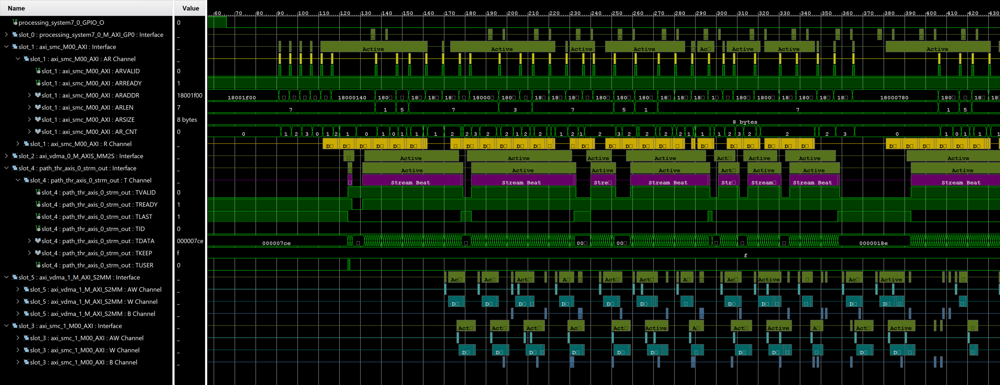 Name Value
60 70 80 90 100 110 120 130 140 150 160 170 180 190 200 210 220 230 240 250 260 270 280 290 300 310 320 330 340 350 360 370 380 390 400 410 420 430
processing_system7_0_GPIO_O 0
slot_0 : processing_system7_0_M_AXI_GP0 : Interface _
slot_1 : axi_smc_M00_AXI : Interface _ Active Active Active Active Ac Active Active Active
slot_1 : axi_smc_M00_AXI : AR Channel _
slot_1 : axi_smc_M00_AXI : ARVALID 0
slot_1 : axi_smc_M00_AXI : ARREADY 1
slot_1 : axi_smc_M00_AXI : ARADDR 18001f00 18001f00 18000140 180 18 18 18 18000 180 18 18 18 180 180 180 18 18 18 1 180 1800 18 180 18 18 18000780 180 18 18
slot_1 : axi_smc_M00_AXI : ARLEN 7 7 1 5 7 3 7 5 1 7 1 5
slot_1 : axi_smc_M00_AXI : ARSIZE 8 bytes 8 bytes
slot_1 : axi_smc_M00_AXI : AR_CNT 0 0 1 2 3 0 1 2 1 0 1 0 1 1 1 2 2 3 2 2 1 2 2 1 2 1 2 3 2 2 2 2 1 1 1 2 3 2 2 2 3 0 1 0 1 1 1
slot_1 : axi_smc_M00_AXI : R Channel _ D D D D D D D D D D D D D D D D D D D D D D D D D D D D
slot_2 : axi_vdma_0_M_AXIS_MM2S : Interface _ Active Active Active Active Act Active Active Active
slot_4 : path_thr_axis_0_strm_out : Interface _ Active Active Active Active Act Active Active Active
slot_4 : path_thr_axis_0_strm_out : T Channel _ Stream Beat Stream Beat Stre Stream Beat Str Stream Stream Beat Stream Beat
slot_4 : path_thr_axis_0_strm_out : TVALID 0
slot_4 : path_thr_axis_0_strm_out : TREADY 1
slot_4 : path_thr_axis_0_strm_out : TLAST 1
slot_4 : path_thr_axis_0_strm_out : TID 0
slot_4 : path_thr_axis_0_strm_out : TDATA 000007ce 000007ce 00 00 0000018e
slot_4 : path_thr_axis_0_strm_out : TKEEP f f
slot_4 : path_thr_axis_0_strm_out : TUSER 0
slot_5 : axi_vdma_1_M_AXI_S2MM : Interface _ Ac Ac Act A Act Act A Ac Active Ac Active
slot_5 : axi_vdma_1_M_AXI_S2MM : AW Channel _
slot_5 : axi_vdma_1_M_AXI_S2MM : W Channel _ D D D D D D D D D D
slot_5 : axi_vdma_1_M_AXI_S2MM : B Channel _
slot_3 : axi_smc_1_M00_AXI : Interface _ Act Act Act Ac Act Active A Act Active A Act Active
slot_3 : axi_smc_1_M00_AXI : AW Channel _
slot_3 : axi_smc_1_M00_AXI : W Channel _ D D D D D D D D D D
slot_3 : axi_smc_1_M00_AXI : B Channel _